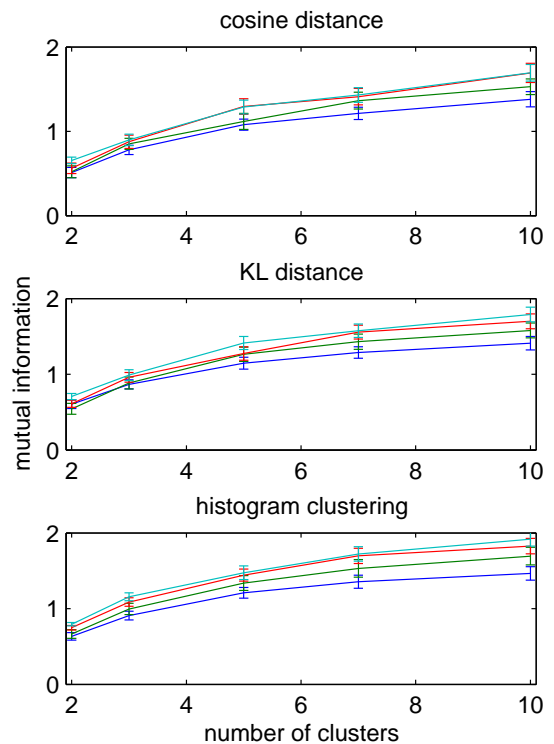 cosine distance
2
1
0
2 4 6 8 10
KL distance
2
1
0
2 4 6 8 10
mutual information
histogram clustering
2
1
0
2 4 6 8 10
number of clusters